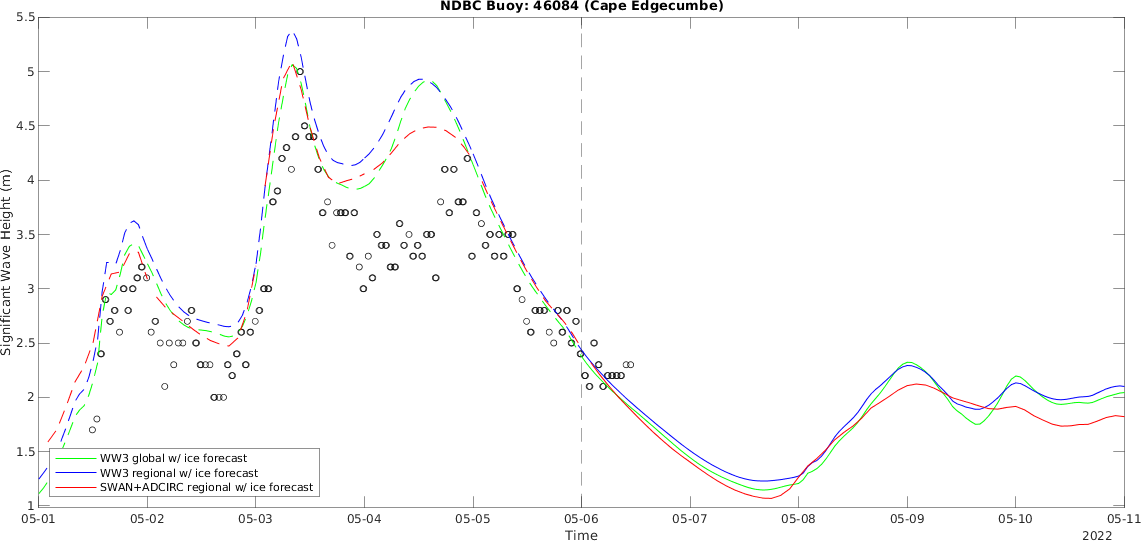 NDBC Buoy: 46084 (Cape Edgecumbe)
5.5
5
4.5
4
3.5
3
2.5
2
1.5
1
Significant Wave Height (m)
WW3 global w/ ice forecast
WW3 regional w/ ice forecast
SWAN+ADCIRC regional w/ ice forecast
05-01 05-02 05-03 05-04 05-05 05-06 05-07 05-08 05-09 05-10 05-11
Time
2022